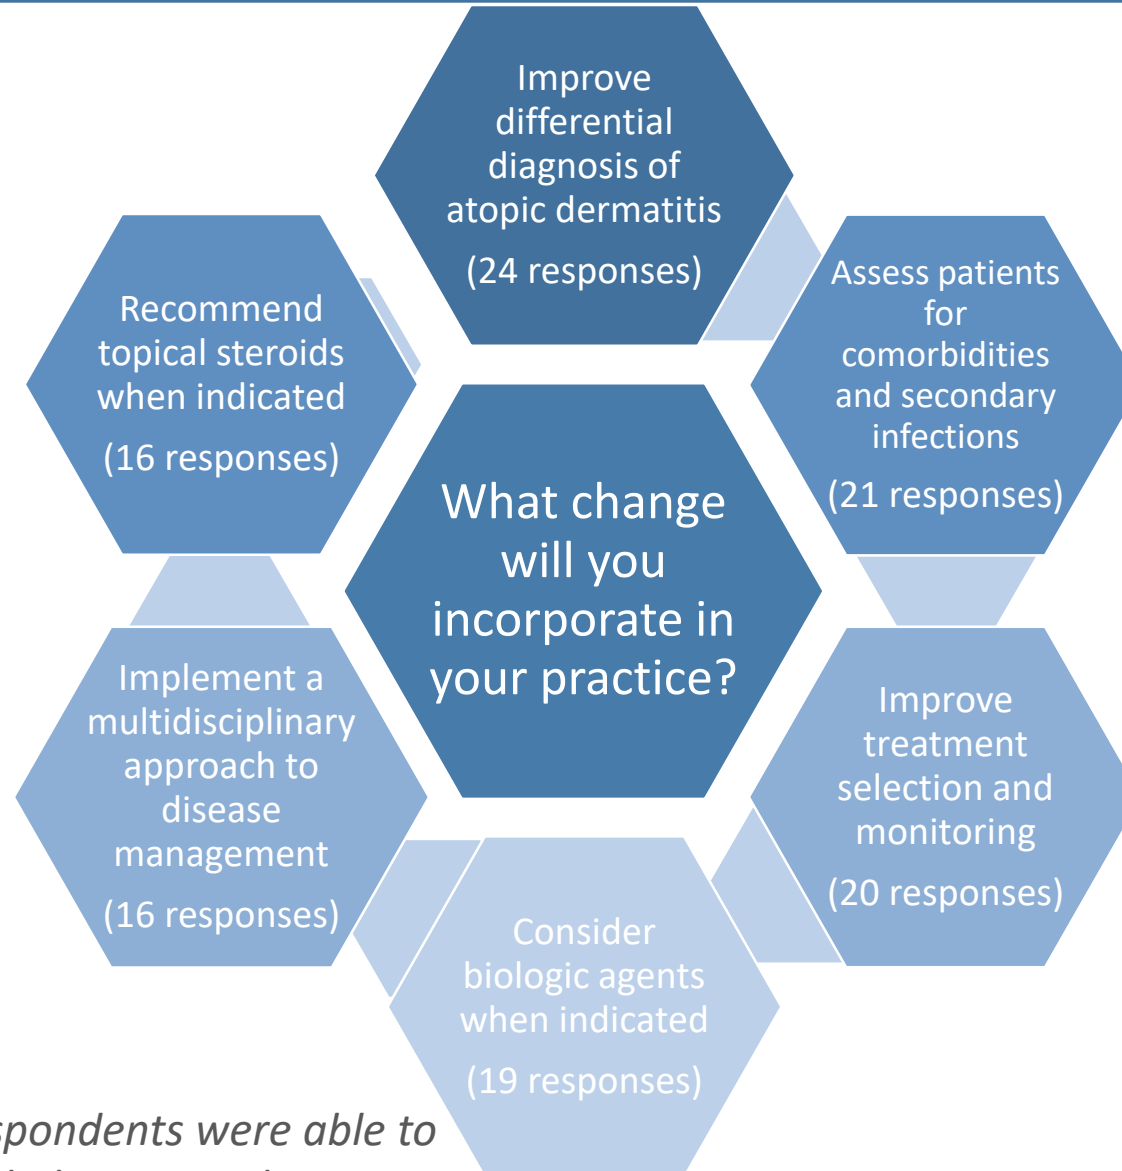 Improve
differential
diagnosis of
atopic dermatitis
(24 responses)
Assess patients
for
comorbidities
and secondary
infections
(21 responses)
Improve
treatment
selection and
monitoring
(20 responses)
Consider
biologic agents
when indicated
(19 responses)
Implement a
multidisciplinary
approach to
disease
management
(16 responses)
Recommend
topical steroids
when indicated
(16 responses)
What change
will you
incorporate in
your practice?
spondents were able to